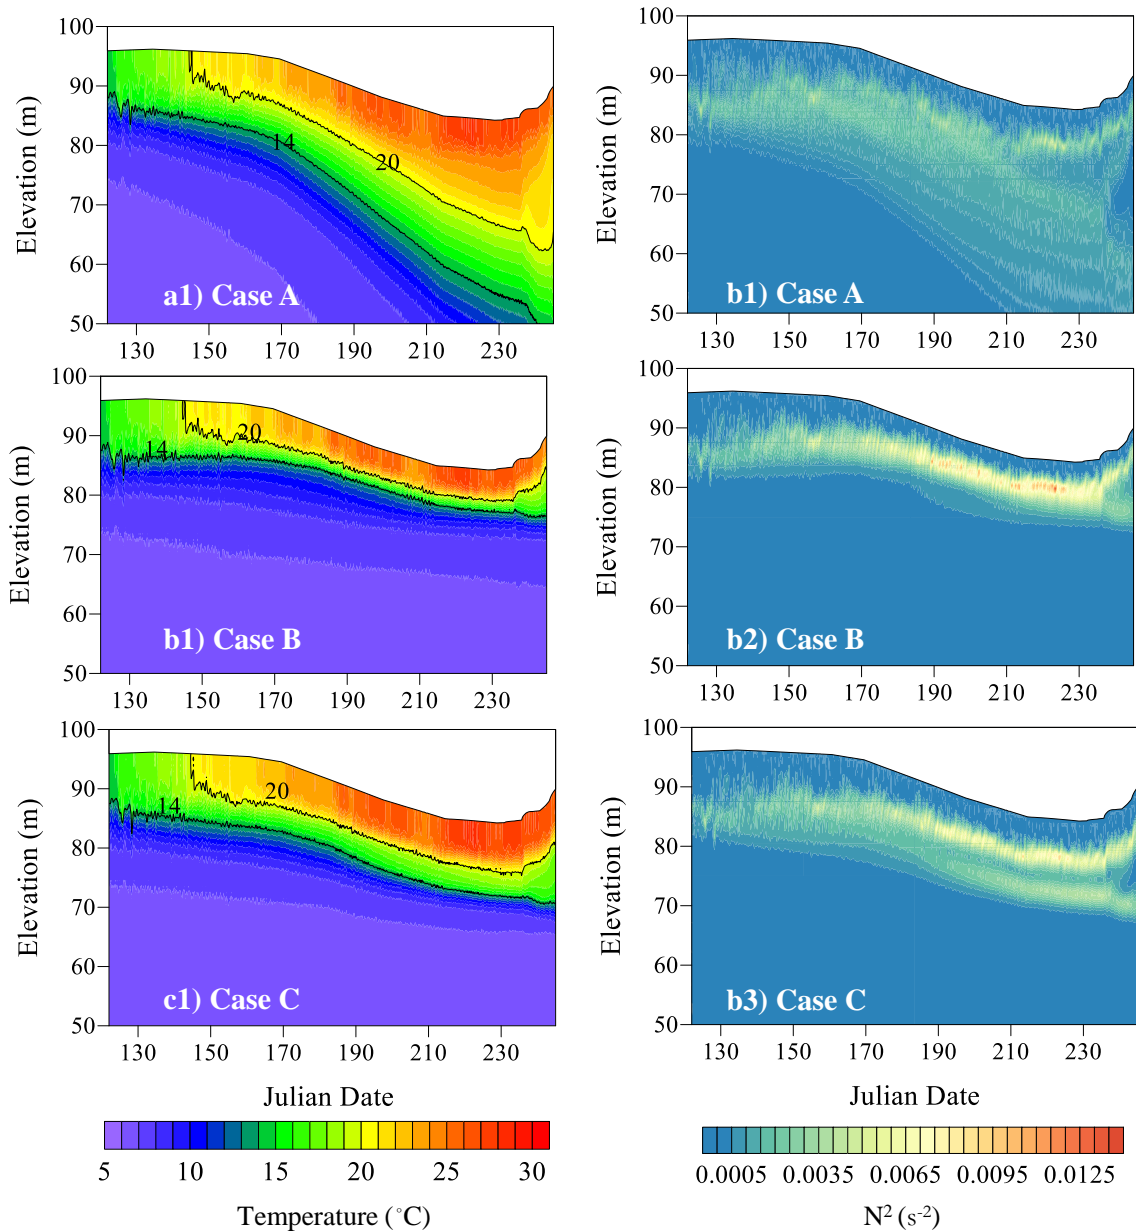 100
90
80
70
60
50
Elevation (m)
14
20
a1) Case A
130 150 170 190 210 230
100
90
80
70
60
50
Elevation (m)
b1) Case A
130 150 170 190 210 230
100
90
80
70
60
50
Elevation (m)
14
20
b1) Case B
130 150 170 190 210 230
100
90
80
70
60
50
Elevation (m)
b2) Case B
130 150 170 190 210 230
100
90
80
70
60
50
Elevation (m)
14
20
c1) Case C
130 150 170 190 210 230
Julian Date
100
90
80
70
60
50
Elevation (m)
b3) Case C
130 150 170 190 210 230
Julian Date
5 10 15 20 25 30
Temperature (°C)
0.0005 0.0035 0.0065 0.0095 0.0125
N² (s⁻²)